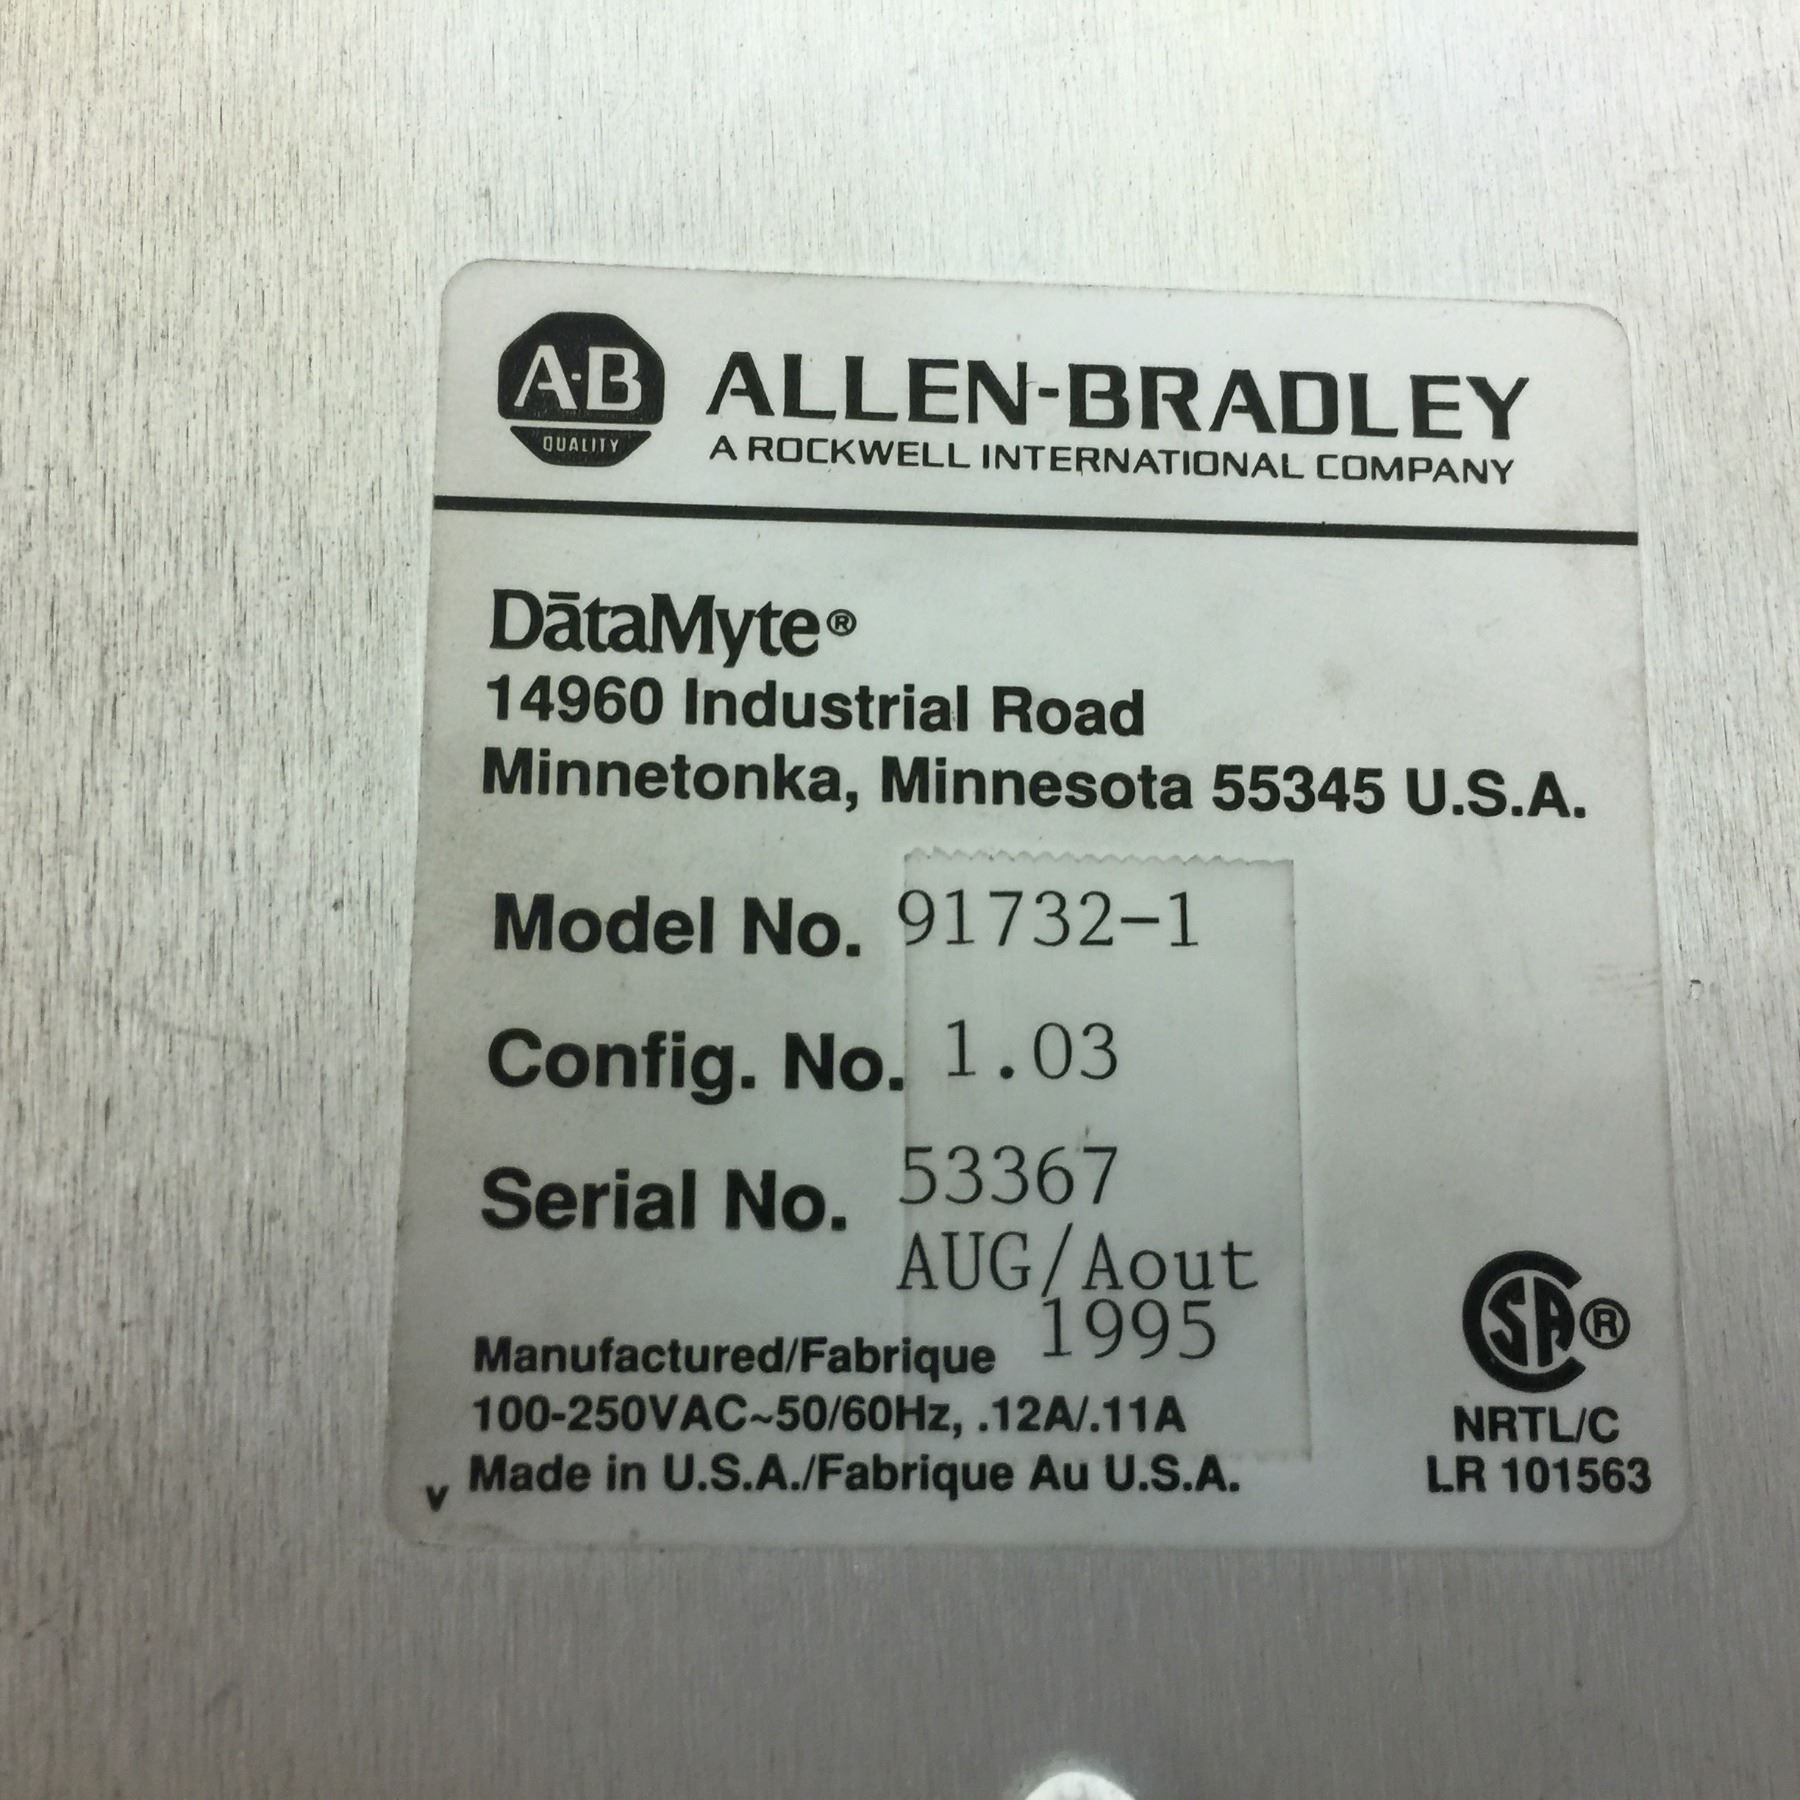 A·B
QUALITY
ALLEN-BRADLEY
A ROCKWELL INTERNATIONAL COMPANY
DātaMyte®
14960 Industrial Road
Minnetonka, Minnesota 55345 U.S.A.
Model No. 91732-1
Config. No. 1.03
Serial No. 53367
AUG/Aout
Manufactured/Fabrique 1995
100-250VAC~50/60Hz, .12A/.11A
v Made in U.S.A./Fabrique Au U.S.A.
CSA®
NRTL/C
LR 101563